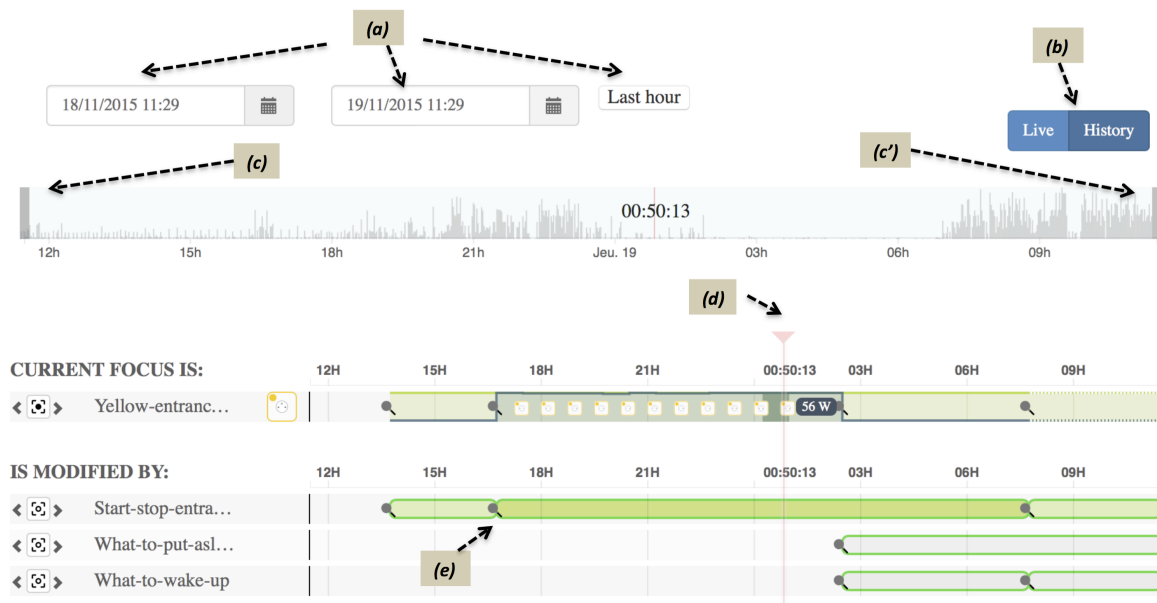 (a)
(b)
18/11/2015 11:29
19/11/2015 11:29
Last hour
Live
History
(c)
(c')
00:50:13
12h
15h
18h
21h
Jeu. 19
03h
06h
09h
(d)
CURRENT FOCUS IS:
12H
15H
18H
21H
00:50:13
03H
06H
09H
Yellow-entranc...
56 W
IS MODIFIED BY:
12H
15H
18H
21H
00:50:13
03H
06H
09H
Start-stop-entra...
What-to-put-asl...
(e)
What-to-wake-up